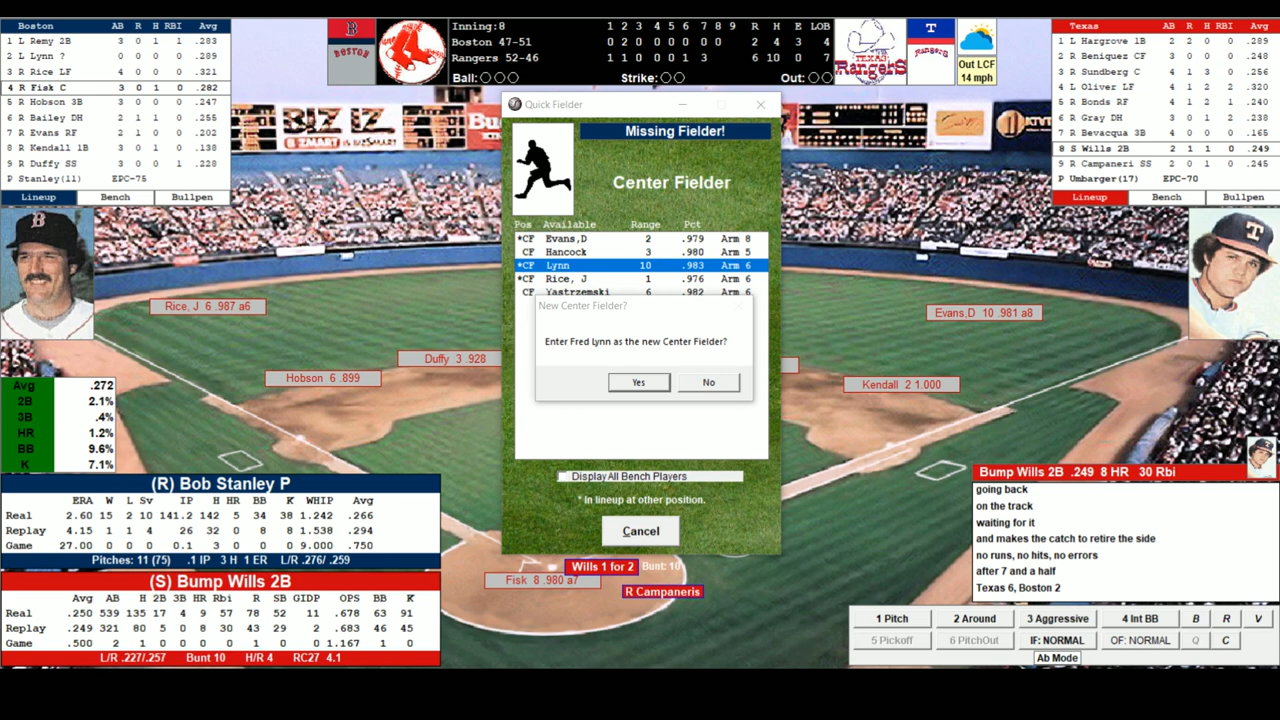 Boston AB R H RBI Avg
1 L Remy 2B 3 0 1 1 .283
2 L Lynn ? 3 0 0 0 .289
3 R Rice LF 4 0 0 0 .321
4 R Fisk C 3 0 1 0 .282
5 R Hobson 3B 3 0 0 0 .247
6 R Bailey DH 2 1 1 0 .255
7 R Evans RF 2 1 0 0 .202
8 R Kendall 1B 3 0 1 0 .138
9 R Duffy SS 3 0 0 1 .228
P Stanley(11) EPC-75
Lineup Bench Bullpen
B
BOSTON
Inning:8 1 2 3 4 5 6 7 8 9 R H E LOB
Boston 47-51 0 2 0 0 0 0 0 0 2 4 3 4
Rangers 52-46 1 1 0 0 0 1 3 6 10 0 7
Ball: Strike: Out:
TEXAS
Rangers
T
RANGERS
Out LCF
14 mph
Texas AB R H RBI Avg
1 L Hargrove 1B 2 2 0 0 .289
2 R Beniquez CF 3 0 0 0 .248
3 R Sundberg C 4 1 3 0 .256
4 L Oliver LF 4 1 2 2 .320
5 R Bonds RF 4 1 2 1 .240
6 R Gray DH 3 0 1 2 .238
7 R Bevacqua 3B 4 0 0 0 .165
8 S Wills 2B 2 1 1 0 .249
9 R Campaneri SS 2 0 1 0 .245
P Umbarger(17) EPC-70
Lineup Bench Bullpen
Quick Fielder
Missing Fielder!
Center Fielder
Pos Available Range Pct
*CF Evans,D 2 .979 Arm 8
CF Hancock 3 .980 Arm 5
*CF Lynn 10 .983 Arm 6
*CF Rice, J 1 .976 Arm 6
CF Yastrzemski 6 .982 Arm 6
New Center Fielder?
Enter Fred Lynn as the new Center Fielder?
Yes No
Display All Bench Players
* In lineup at other position.
Cancel
Rice, J 6 .987 a6
Evans,D 10 .981 a8
Duffy 3 .928
Hobson 6 .899
Kendall 2 1.000
Fisk 8 .980 a7
Wills 1 for 2 Bunt: 10
R Campaneris
Avg .272
2B 2.1%
3B .4%
HR 1.2%
BB 9.6%
K 7.1%
(R) Bob Stanley P
ERA W L Sv IP H HR BB K WHIP Avg
Real 2.60 15 2 10 141.2 142 5 34 38 1.242 .266
Replay 4.15 1 1 4 26 32 0 8 8 1.538 .294
Game 27.00 0 0 0 0.1 3 0 0 0 9.000 .750
Pitches: 11 (75) .1 IP 3 H 1 ER L/R .276/ .259
(S) Bump Wills 2B
Avg AB H 2B 3B HR Rbi R SB GIDP OPS BB K
Real .250 539 135 17 4 9 57 78 52 11 .678 63 91
Replay .249 321 80 5 0 8 30 43 29 2 .683 46 45
Game .500 2 1 0 0 0 0 1 0 0 1.167 1 0
L/R .227/.257 Bunt 10 H/R 4 RC27 4.1
Bump Wills 2B .249 8 HR 30 Rbi
going back
on the track
waiting for it
and makes the catch to retire the side
no runs, no hits, no errors
after 7 and a half
Texas 6, Boston 2
1 Pitch 2 Around 3 Aggressive 4 Int BB B R V
5 Pickoff 6 PitchOut IF: NORMAL OF: NORMAL Q C
Ab Mode